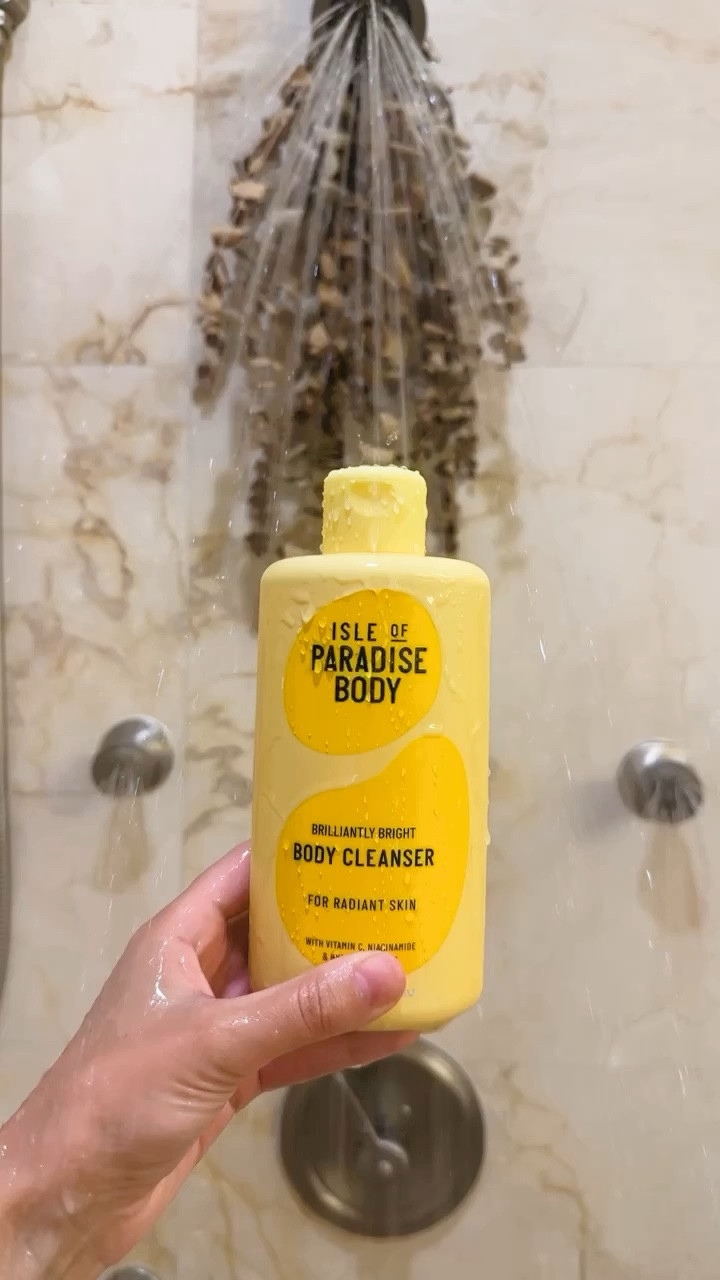 ISLE OF
PARADISE
BODY
BRILLIANTLY BRIGHT
BODY CLEANSER
FOR RADIANT SKIN
WITH VITAMIN C, NIACINAMIDE
&